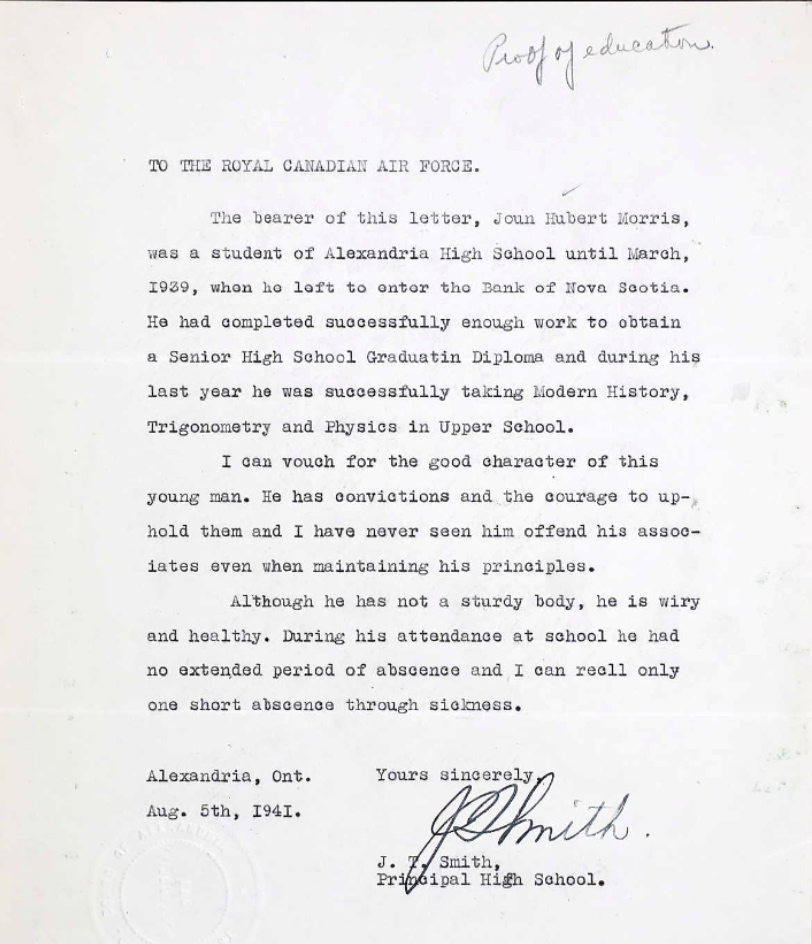 Proof of education.
TO THE ROYAL CANADIAN AIR FORCE.
The bearer of this letter, Joun Hubert Morris,
was a student of Alexandria High School until March,
I939, when he left to enter the Bank of Nova Scotia.
He had completed successfully enough work to obtain
a Senior High School Graduatin Diploma and during his
last year he was successfully taking Modern History,
Trigonometry and Physics in Upper School.
I can vouch for the good character of this
young man. He has convictions and the courage to up-
hold them and I have never seen him offend his assoc-
iates even when maintaining his principles.
Although he has not a sturdy body, he is wiry
and healthy. During his attendance at school he had
no extended period of abscence and I can recll only
one short abscence through sickness.
Alexandria, Ont. Yours sincerely,
Aug. 5th, I94I.
J T Smith.
J. T. Smith,
Principal High School.